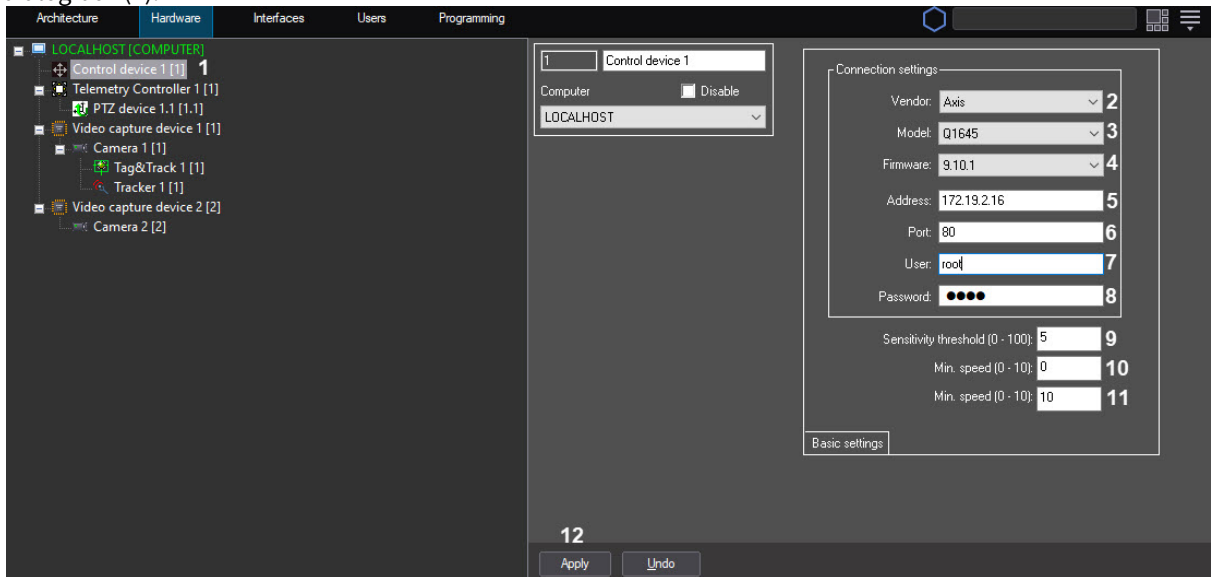 Architecture Hardware Interfaces Users Programming
LOCALHOST [COMPUTER]
Control device 1 [1] 1
Telemetry Controller 1 [1]
PTZ device 1.1 [1.1]
Video capture device 1 [1]
Camera 1 [1]
Tag&Track 1 [1]
Tracker 1 [1]
Video capture device 2 [2]
Camera 2 [2]
1 Control device 1
Computer Disable
LOCALHOST
Connection settings
Vendor: Axis 2
Model: Q1645 3
Firmware: 9.10.1 4
Address: 172.19.2.16 5
Port: 80 6
User: root 7
Password: ●●●● 8
Sensitivity threshold (0 - 100): 5 9
Min. speed (0 - 10): 0 10
Min. speed (0 - 10): 10 11
Basic settings
12
Apply Undo